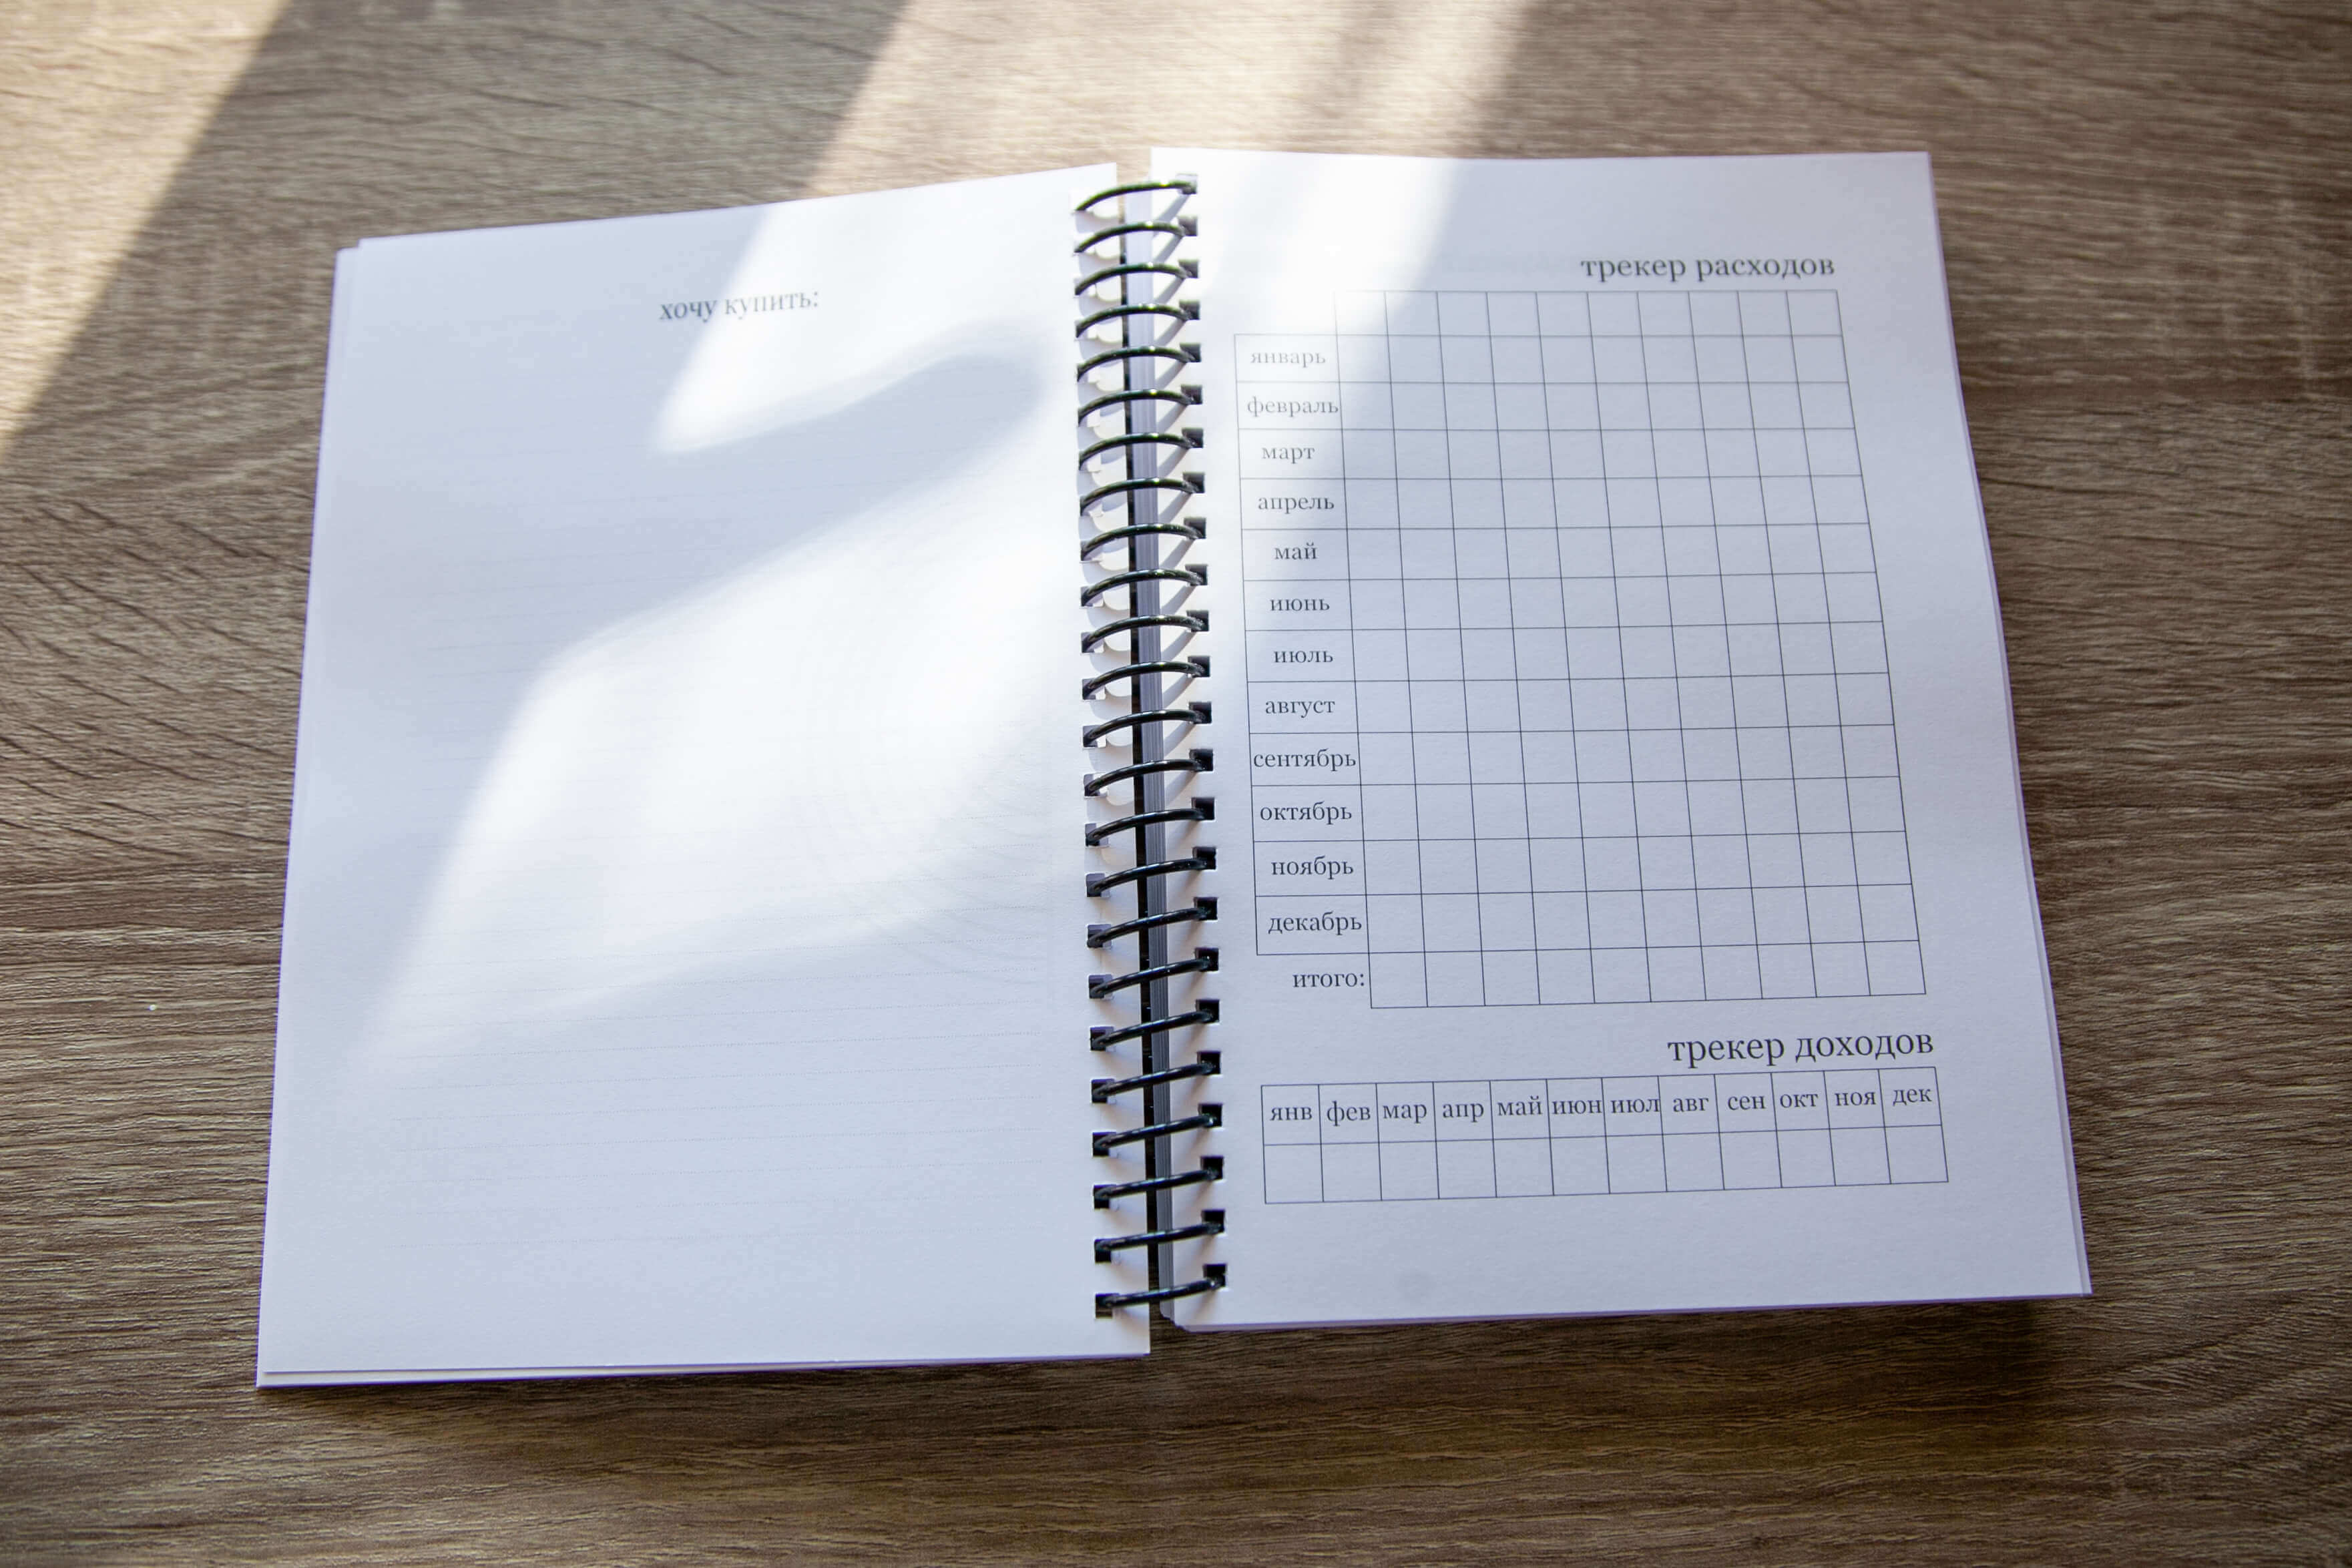 хочу купить:
трекер расходов
январь
февраль
март
апрель
май
июнь
июль
август
сентябрь
октябрь
ноябрь
декабрь
итого:
трекер доходов
янв фев мар апр май июн июл авг сен окт ноя дек